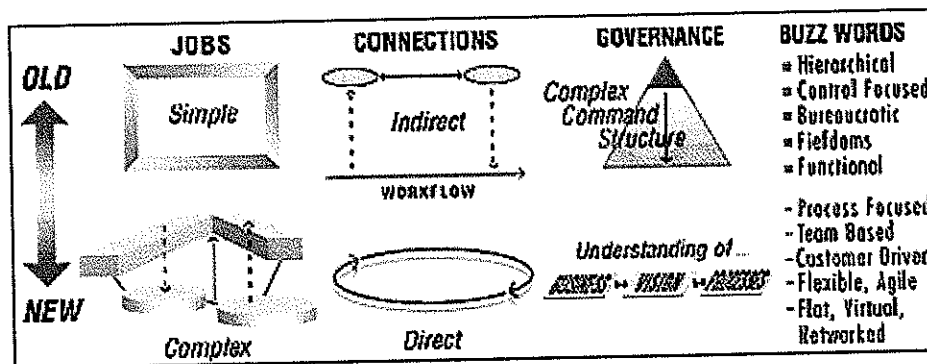 JOBS
CONNECTIONS
GOVERNANCE
BUZZ WORDS
OLD
Simple
Indirect
WORKFLOW
Complex
Command
Structure
= Hierarchical
= Control Focused
= Bureaucratic
= Fiefdoms
= Functional
NEW
Complex
Direct
Understanding of ...
- Process Focused
- Team Based
- Customer Driven
- Flexible, Agile
- Flat, Virtual,
Networked